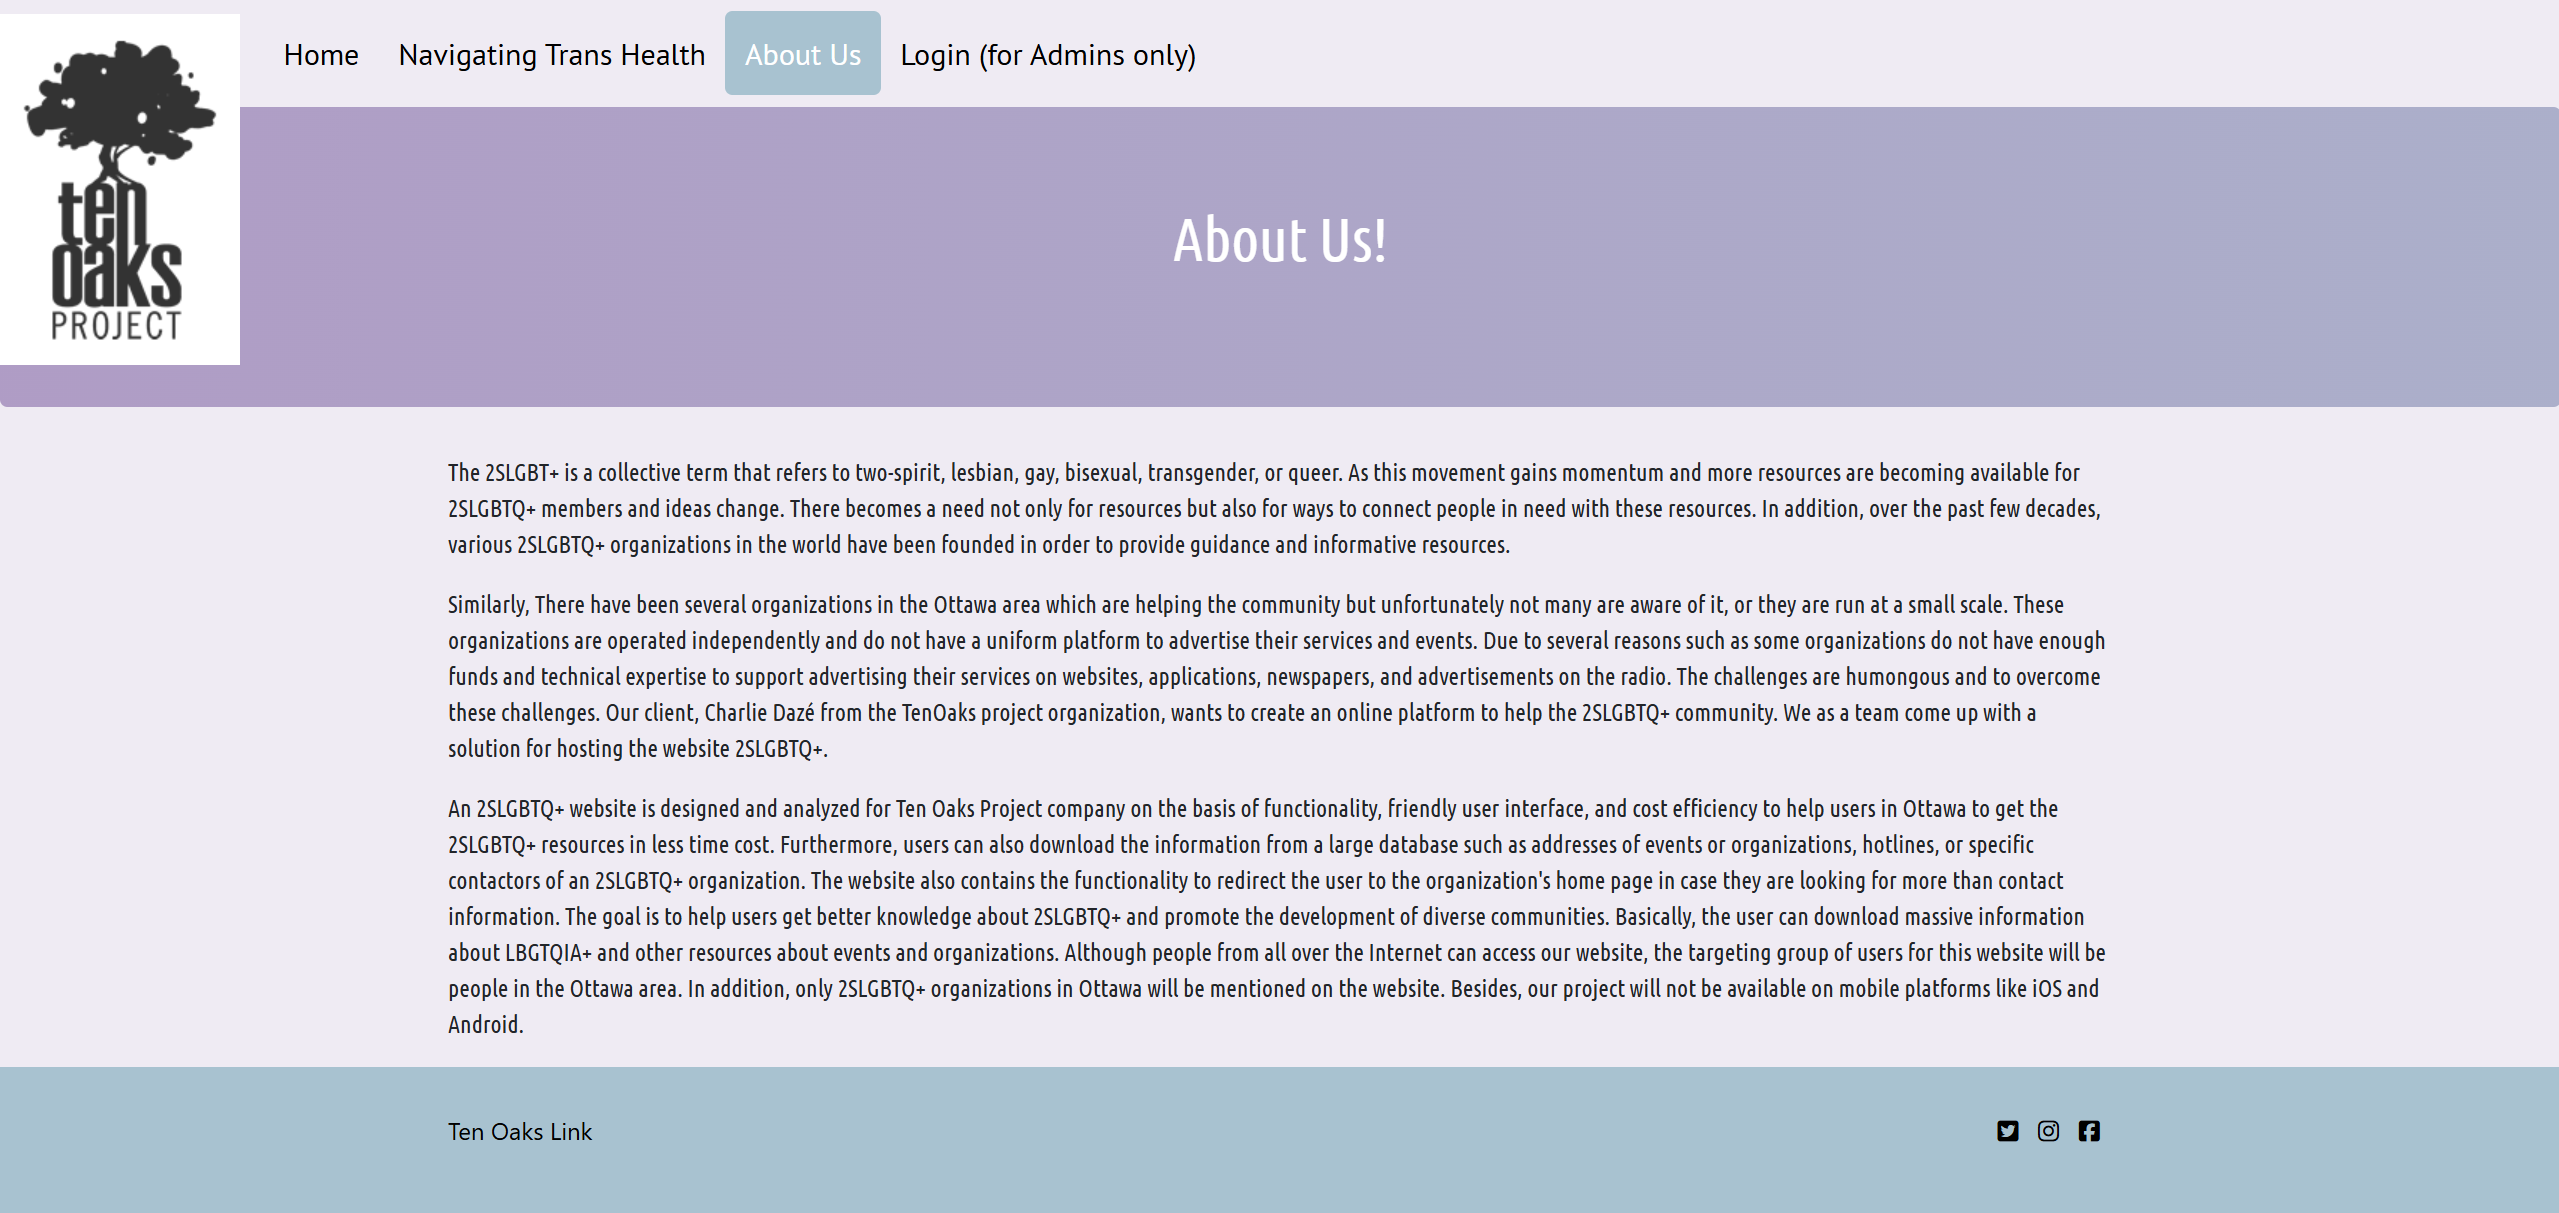 Home
Navigating Trans Health
About Us
Login (for Admins only)
ten
oaks
PROJECT
About Us!
The 2SLGBT+ is a collective term that refers to two-spirit, lesbian, gay, bisexual, transgender, or queer. As this movement gains momentum and more resources are becoming available for
2SLGBTQ+ members and ideas change. There becomes a need not only for resources but also for ways to connect people in need with these resources. In addition, over the past few decades,
various 2SLGBTQ+ organizations in the world have been founded in order to provide guidance and informative resources.
Similarly, There have been several organizations in the Ottawa area which are helping the community but unfortunately not many are aware of it, or they are run at a small scale. These
organizations are operated independently and do not have a uniform platform to advertise their services and events. Due to several reasons such as some organizations do not have enough
funds and technical expertise to support advertising their services on websites, applications, newspapers, and advertisements on the radio. The challenges are humongous and to overcome
these challenges. Our client, Charlie Dazé from the TenOaks project organization, wants to create an online platform to help the 2SLGBTQ+ community. We as a team come up with a
solution for hosting the website 2SLGBTQ+.
An 2SLGBTQ+ website is designed and analyzed for Ten Oaks Project company on the basis of functionality, friendly user interface, and cost efficiency to help users in Ottawa to get the
2SLGBTQ+ resources in less time cost. Furthermore, users can also download the information from a large database such as addresses of events or organizations, hotlines, or specific
contactors of an 2SLGBTQ+ organization. The website also contains the functionality to redirect the user to the organization's home page in case they are looking for more than contact
information. The goal is to help users get better knowledge about 2SLGBTQ+ and promote the development of diverse communities. Basically, the user can download massive information
about LBGTQIA+ and other resources about events and organizations. Although people from all over the Internet can access our website, the targeting group of users for this website will be
people in the Ottawa area. In addition, only 2SLGBTQ+ organizations in Ottawa will be mentioned on the website. Besides, our project will not be available on mobile platforms like iOS and
Android.
Ten Oaks Link